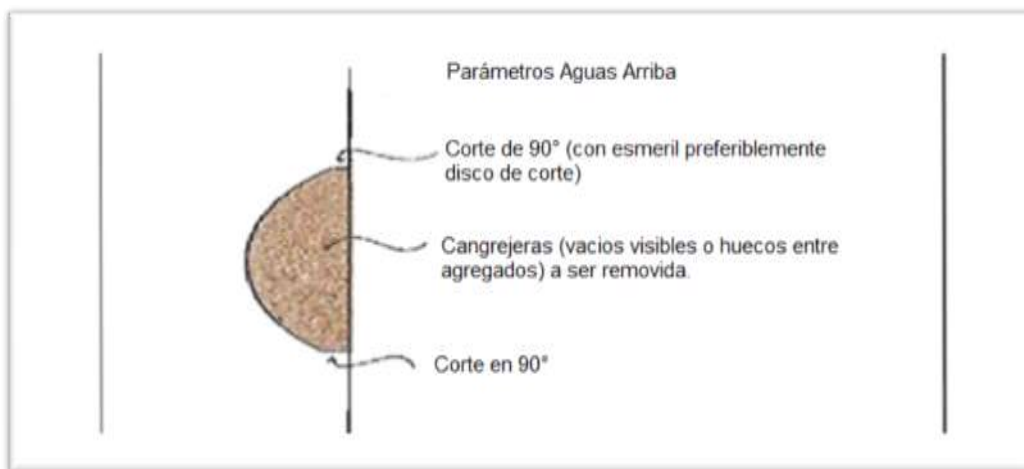 Parámetros Aguas Arriba
Corte de 90° (con esmeril preferiblemente
disco de corte)
Cangrejeras (vacios visibles o huecos entre
agregados) a ser removida.
Corte en 90°